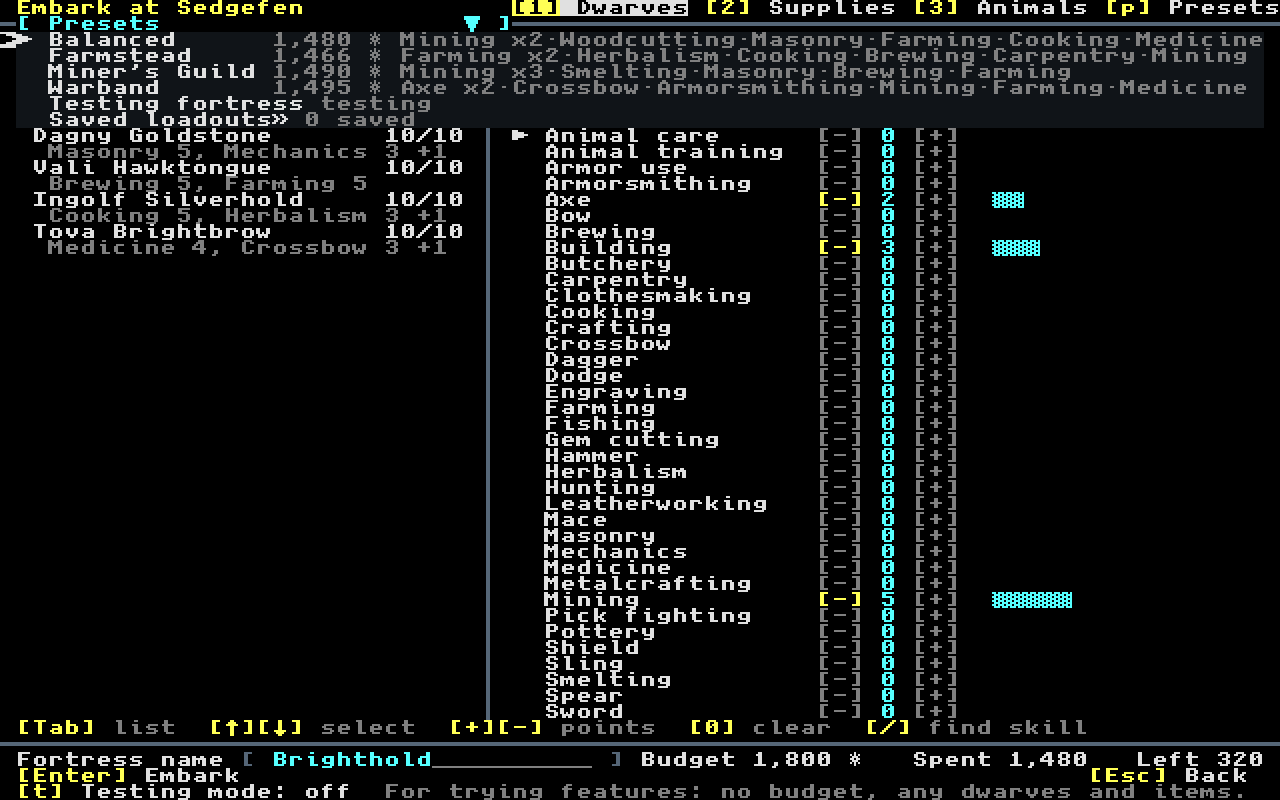 Embark at Sedgefen [1] Dwarves [2] Supplies [3] Animals [p] Presets
[ Presets ▼ ]
Balanced 1,480 * Mining x2·Woodcutting·Masonry·Farming·Cooking·Medicine
Farmstead 1,466 * Farming x2·Herbalism·Cooking·Brewing·Carpentry·Mining
Miner's Guild 1,490 * Mining x3·Smelting·Masonry·Brewing·Farming
Warband 1,495 * Axe x2·Crossbow·Armorsmithing·Mining·Farming·Medicine
Testing fortress testing
Saved loadouts» 0 saved
Dagny Goldstone 10/10 ► Animal care [-] 0 [+]
Masonry 5, Mechanics 3 +1 Animal training [-] 0 [+]
Vali Hawktongue 10/10 Armor use [-] 0 [+]
Brewing 5, Farming 5 Armorsmithing [-] 0 [+]
Ingolf Silverhold 10/10 Axe [-] 2 [+]
Cooking 5, Herbalism 3 +1 Bow [-] 0 [+]
Tova Brightbrow 10/10 Brewing [-] 0 [+]
Medicine 4, Crossbow 3 +1 Building [-] 3 [+]
Butchery [-] 0 [+]
Carpentry [-] 0 [+]
Clothesmaking [-] 0 [+]
Cooking [-] 0 [+]
Crafting [-] 0 [+]
Crossbow [-] 0 [+]
Dagger [-] 0 [+]
Dodge [-] 0 [+]
Engraving [-] 0 [+]
Farming [-] 0 [+]
Fishing [-] 0 [+]
Gem cutting [-] 0 [+]
Hammer [-] 0 [+]
Herbalism [-] 0 [+]
Hunting [-] 0 [+]
Leatherworking [-] 0 [+]
Mace [-] 0 [+]
Masonry [-] 0 [+]
Mechanics [-] 0 [+]
Medicine [-] 0 [+]
Metalcrafting [-] 0 [+]
Mining [-] 5 [+]
Pick fighting [-] 0 [+]
Pottery [-] 0 [+]
Shield [-] 0 [+]
Sling [-] 0 [+]
Smelting [-] 0 [+]
Spear [-] 0 [+]
Sword [-] 0 [+]
[Tab] list [↑][↓] select [+][-] points [0] clear [/] find skill
Fortress name [ Brighthold__________ ] Budget 1,800 * Spent 1,480 Left 320
[Enter] Embark [Esc] Back
[t] Testing mode: off For trying features: no budget, any dwarves and items.